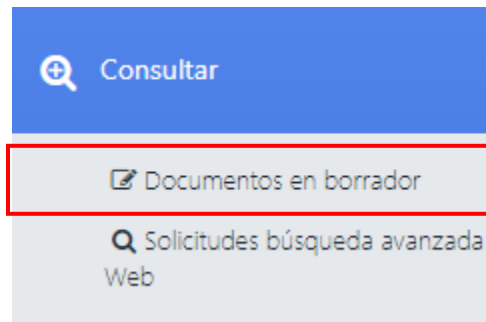 Consultar
Documentos en borrador
Solicitudes búsqueda avanzada
Web